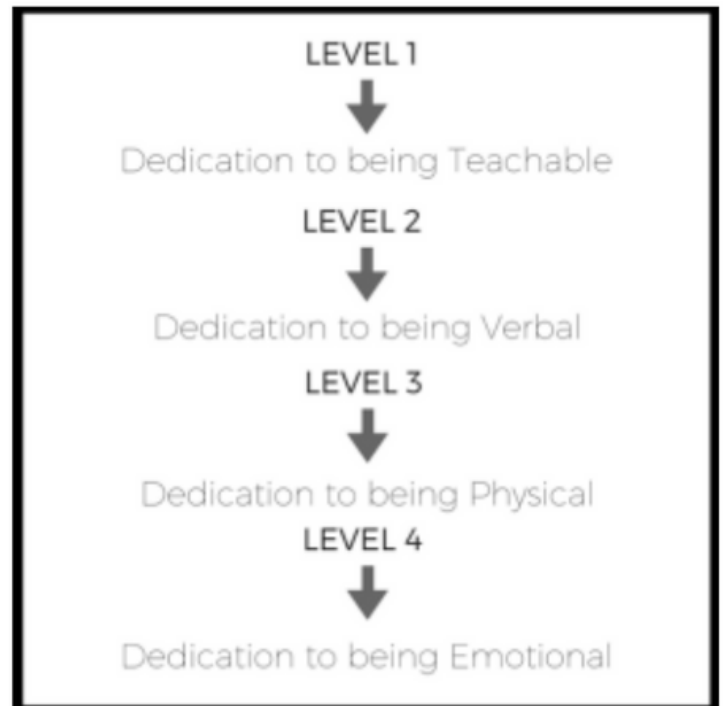 LEVEL 1
Dedication to being Teachable
LEVEL 2
Dedication to being Verbal
LEVEL 3
Dedication to being Physical
LEVEL 4
Dedication to being Emotional